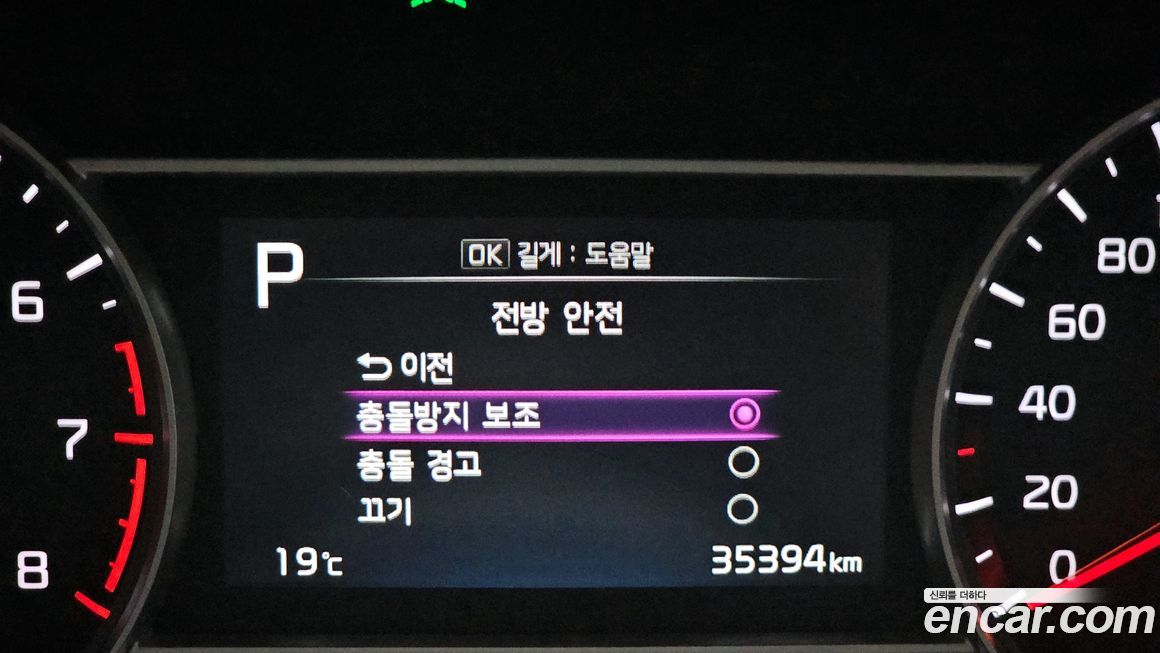 P
OK 길게 : 도움말
전방 안전
이전
충돌방지 보조
충돌 경고
끄기
19℃
35394km
6
7
8
80
60
40
20
0
신뢰를 더하다
encar.com